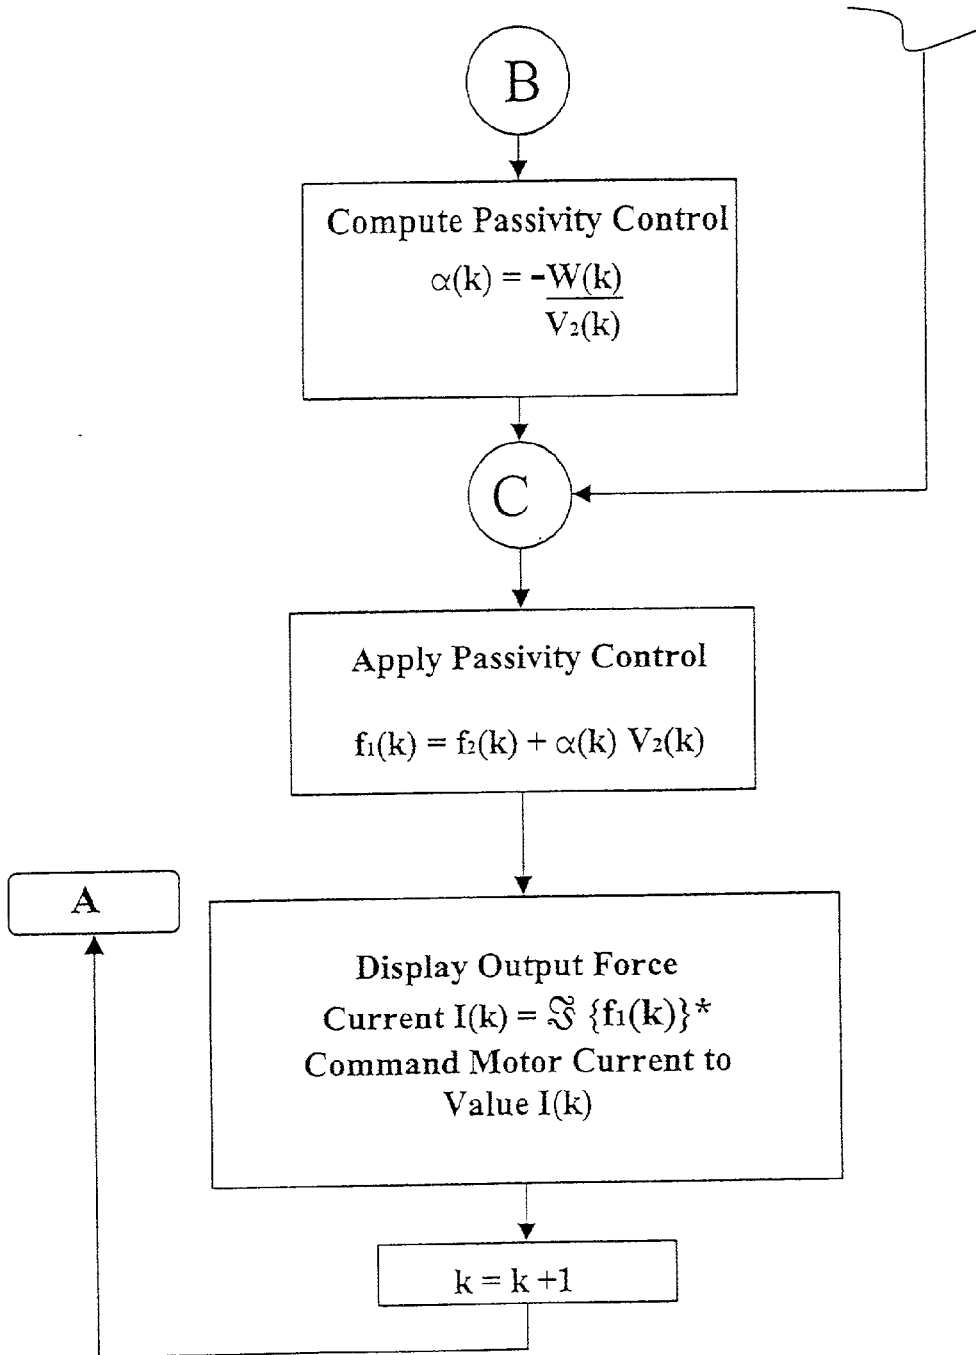 B
Compute Passivity Control
∝(k) = -W(k)
V₂(k)
C
Apply Passivity Control
f₁(k) = f₂(k) + ∝(k) V₂(k)
A
Display Output Force
Current I(k) = ℑ {f₁(k)}*
Command Motor Current to
Value I(k)
k = k +1